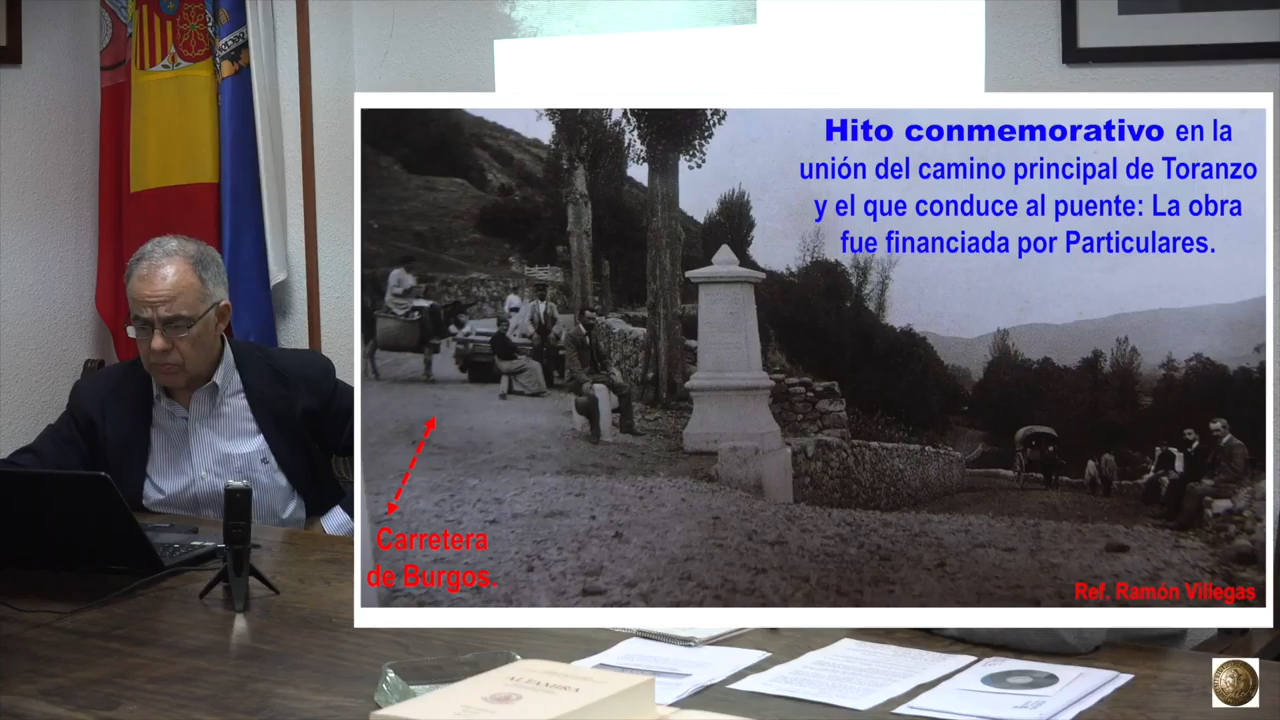 Hito conmemorativo en la
unión del camino principal de Toranzo
y el que conduce al puente: La obra
fue financiada por Particulares.
Carretera
de Burgos.
Ref. Ramón Villegas
ALTAMIRA